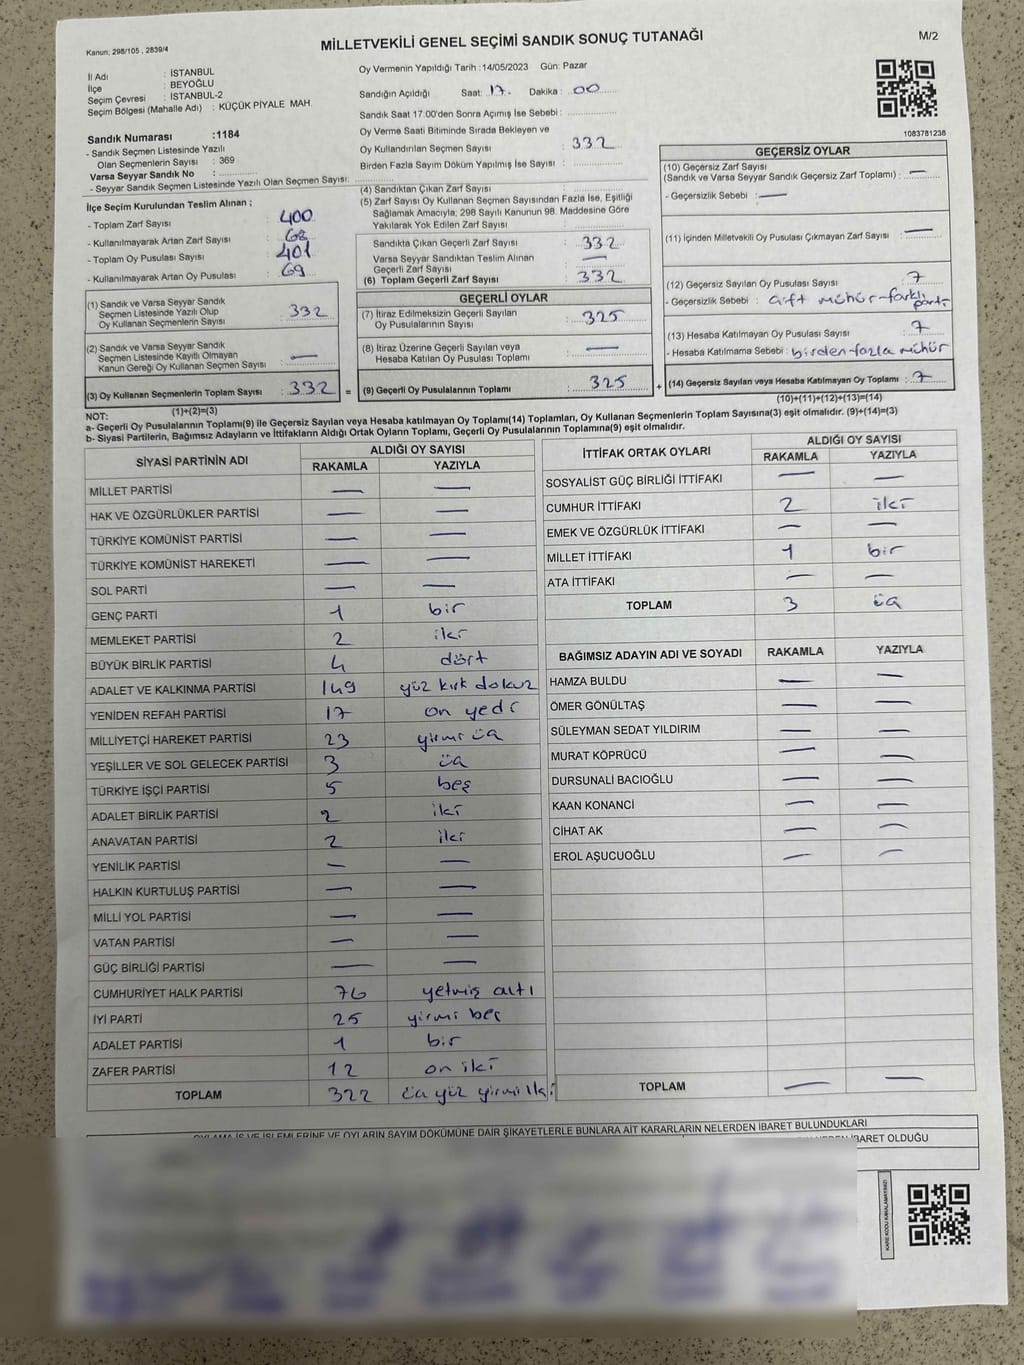 Kanun; 298/105 , 2839/4
MİLLETVEKİLİ GENEL SEÇİMİ SANDIK SONUÇ TUTANAĞI
M/2
İl Adı : İSTANBUL
İlçe : BEYOĞLU
Seçim Çevresi : İSTANBUL-2
Seçim Bölgesi (Mahalle Adı) : KÜÇÜK PİYALE MAH.
Sandık Numarası :1184
- Sandık Seçmen Listesinde Yazılı
Olan Seçmenlerin Sayısı : 369
Varsa Seyyar Sandık No :
- Seyyar Sandık Seçmen Listesinde Yazılı Olan Seçmen Sayısı:
Oy Vermenin Yapıldığı Tarih :14/05/2023 Gün: Pazar
Sandığın Açıldığı Saat: 17. Dakika : 00
Sandık Saat 17.00'den Sonra Açımış İse Sebebi :
Oy Verme Saati Bitiminde Sırada Bekleyen ve
Oy Kullandırılan Seçmen Sayısı : 332
Birden Fazla Sayım Döküm Yapılmış İse Sayısı :
1083781238
İlçe Seçim Kurulundan Teslim Alınan ;
- Toplam Zarf Sayısı : 400
- Kullanılmayarak Artan Zarf Sayısı : 68
- Toplam Oy Pusulası Sayısı : 401
- Kullanılmayarak Artan Oy Pusulası : 69
(1) Sandık ve Varsa Seyyar Sandık
Seçmen Listesinde Yazılı Olup
Oy Kullanan Seçmenlerin Sayısı : 332
(2) Sandık ve Varsa Seyyar Sandık
Seçmen Listesinde Kayıtlı Olmayan
Kanun Gereği Oy Kullanan Seçmen Sayısı : —
(3) Oy Kullanan Seçmenlerin Toplam Sayısı : 332 =
(1)+(2)=(3)
(4) Sandıktan Çıkan Zarf Sayısı :
(5) Zarf Sayısı Oy Kullanan Seçmen Sayısından Fazla İse, Eşitliği
Sağlamak Amacıyla; 298 Sayılı Kanunun 98. Maddesine Göre
Yakılarak Yok Edilen Zarf Sayısı :
Sandıkta Çıkan Geçerli Zarf Sayısı : 332
Varsa Seyyar Sandıktan Teslim Alınan
Geçerli Zarf Sayısı : —
(6) Toplam Geçerli Zarf Sayısı : 332
GEÇERLİ OYLAR
(7) İtiraz Edilmeksizin Geçerli Sayılan
Oy Pusulalarının Sayısı : 325
(8) İtiraz Üzerine Geçerli Sayılan veya
Hesaba Katılan Oy Pusulası Toplamı : —
(9) Geçerli Oy Pusulalarının Toplamı : 325 +
GEÇERSİZ OYLAR
(10) Geçersiz Zarf Sayısı
(Sandık ve Varsa Seyyar Sandık Geçersiz Zarf Toplamı) : —
- Geçersizlik Sebebi : —
(11) İçinden Milletvekili Oy Pusulası Çıkmayan Zarf Sayısı : —
(12) Geçersiz Sayılan Oy Pusulası Sayısı : 7
- Geçersizlik Sebebi : çift mühür-farklı parti
(13) Hesaba Katılmayan Oy Pusulası Sayısı : 7
- Hesaba Katılmama Sebebi : birden fazla mühür
(14) Geçersiz Sayılan veya Hesaba Katılmayan Oy Toplamı : 7
(10)+(11)+(12)+(13)=(14)
NOT:
a- Geçerli Oy Pusulalarının Toplamı(9) ile Geçersiz Sayılan veya Hesaba katılmayan Oy Toplamı(14) Toplamları, Oy Kullanan Seçmenlerin Toplam Sayısına(3) eşit olmalıdır. (9)+(14)=(3)
b- Siyasi Partilerin, Bağımsız Adayların ve İttifakların Aldığı Ortak Oyların Toplamı, Geçerli Oy Pusulalarının Toplamına(9) eşit olmalıdır.
SİYASİ PARTİNİN ADI ALDIĞI OY SAYISI
RAKAMLA YAZIYLA
MİLLET PARTİSİ — —
HAK VE ÖZGÜRLÜKLER PARTİSİ — —
TÜRKİYE KOMÜNİST PARTİSİ — —
TÜRKİYE KOMÜNİST HAREKETİ — —
SOL PARTİ — —
GENÇ PARTİ 1 bir
MEMLEKET PARTİSİ 2 iki
BÜYÜK BİRLİK PARTİSİ 4 dört
ADALET VE KALKINMA PARTİSİ 149 yüz kırk dokuz
YENİDEN REFAH PARTİSİ 17 on yedi
MİLLİYETÇİ HAREKET PARTİSİ 23 yirmi üç
YEŞİLLER VE SOL GELECEK PARTİSİ 3 üç
TÜRKİYE İŞÇİ PARTİSİ 5 beş
ADALET BİRLİK PARTİSİ 2 iki
ANAVATAN PARTİSİ 2 iki
YENİLİK PARTİSİ — —
HALKIN KURTULUŞ PARTİSİ — —
MİLLİ YOL PARTİSİ — —
VATAN PARTİSİ — —
GÜÇ BİRLİĞİ PARTİSİ — —
CUMHURİYET HALK PARTİSİ 76 yetmiş altı
İYİ PARTİ 25 yirmi beş
ADALET PARTİSİ 1 bir
ZAFER PARTİSİ 12 on iki
TOPLAM 322 üç yüz yirmi iki
İTTİFAK ORTAK OYLARI ALDIĞI OY SAYISI
RAKAMLA YAZIYLA
SOSYALİST GÜÇ BİRLİĞİ İTTİFAKI — —
CUMHUR İTTİFAKI 2 iki
EMEK VE ÖZGÜRLÜK İTTİFAKI — —
MİLLET İTTİFAKI 1 bir
ATA İTTİFAKI — —
TOPLAM 3 üç
BAĞIMSIZ ADAYIN ADI VE SOYADI RAKAMLA YAZIYLA
HAMZA BULDU — —
ÖMER GÖNÜLTAŞ — —
SÜLEYMAN SEDAT YILDIRIM — —
MURAT KÖPRÜCÜ — —
DURSUNALİ BACIOĞLU — —
KAAN KONANCİ — —
CİHAT AK — —
EROL AŞUCUOĞLU — —
TOPLAM — —
OYLAMA İŞ VE İŞLEMLERİNE VE OYLARIN SAYIM DÖKÜMÜNE DAİR ŞİKAYETLERLE BUNLARA AİT KARARLARIN NELERDEN İBARET BULUNDUKLARI
İBARET OLDUĞU
KARE KODU KARALAMAYINIZ!